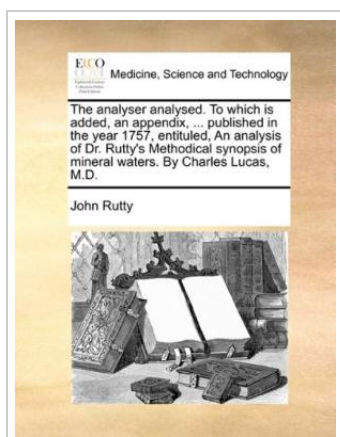 ECCO
Medicine, Science and Technology
The analyser analysed. To which is
added, an appendix, ... published in
the year 1757, entituled, An analysis
of Dr. Rutty's Methodical synopsis of
mineral waters. By Charles Lucas,
M.D.
John Rutty